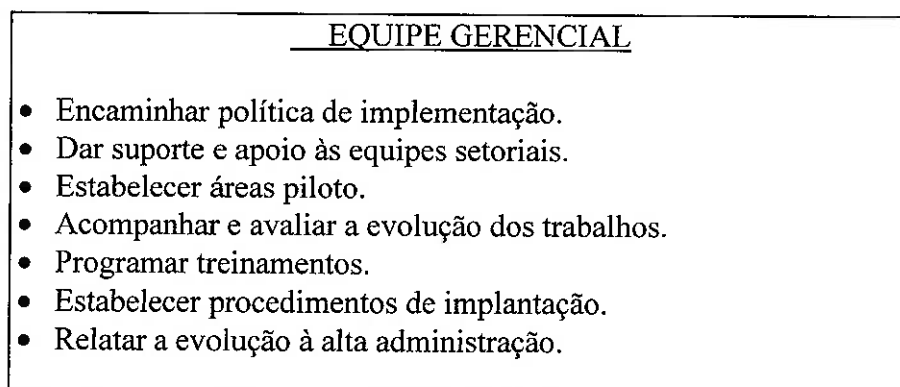 EQUIPE GERENCIAL
• Encaminhar política de implementação.
• Dar suporte e apoio às equipes setoriais.
• Estabelecer áreas piloto.
• Acompanhar e avaliar a evolução dos trabalhos.
• Programar treinamentos.
• Estabelecer procedimentos de implantação.
• Relatar a evolução à alta administração.